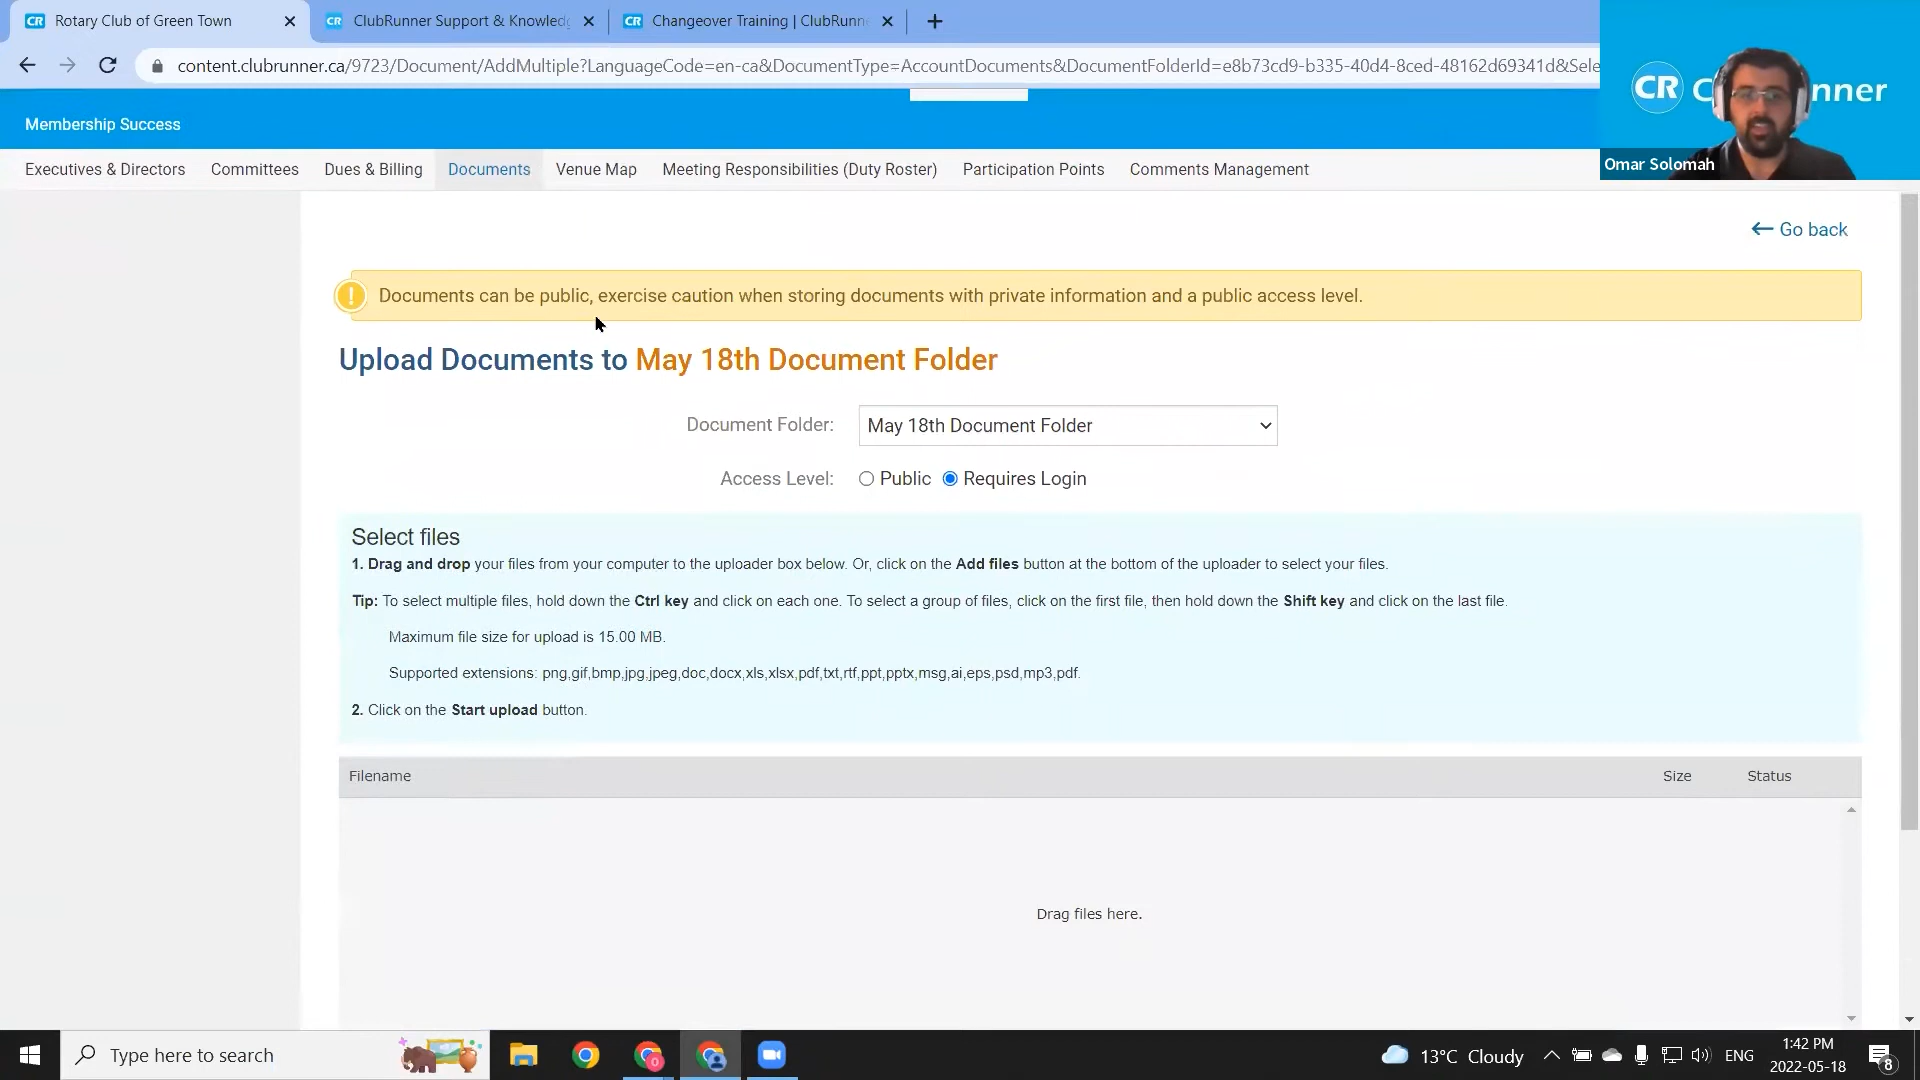 Rotary Club of Green Town
ClubRunner Support & Knowledg
Changeover Training | ClubRunn
content.clubrunner.ca/9723/Document/AddMultiple?LanguageCode=en-ca&DocumentType=AccountDocuments&DocumentFolderId=e8b73cd9-b335-40d4-8ced-48162d69341d&Sele
CR C nner
Omar Solomah
Membership Success
Executives & Directors Committees Dues & Billing Documents Venue Map Meeting Responsibilities (Duty Roster) Participation Points Comments Management
← Go back
Documents can be public, exercise caution when storing documents with private information and a public access level.
Upload Documents to May 18th Document Folder
Document Folder: May 18th Document Folder
Access Level: Public Requires Login
Select files
1. Drag and drop your files from your computer to the uploader box below. Or, click on the Add files button at the bottom of the uploader to select your files.
Tip: To select multiple files, hold down the Ctrl key and click on each one. To select a group of files, click on the first file, then hold down the Shift key and click on the last file.
Maximum file size for upload is 15.00 MB.
Supported extensions: png,gif,bmp,jpg,jpeg,doc,docx,xls,xlsx,pdf,txt,rtf,ppt,pptx,msg,ai,eps,psd,mp3,pdf.
2. Click on the Start upload button.
Filename Size Status
Drag files here.
Type here to search
13°C Cloudy
ENG
1:42 PM
2022-05-18
8